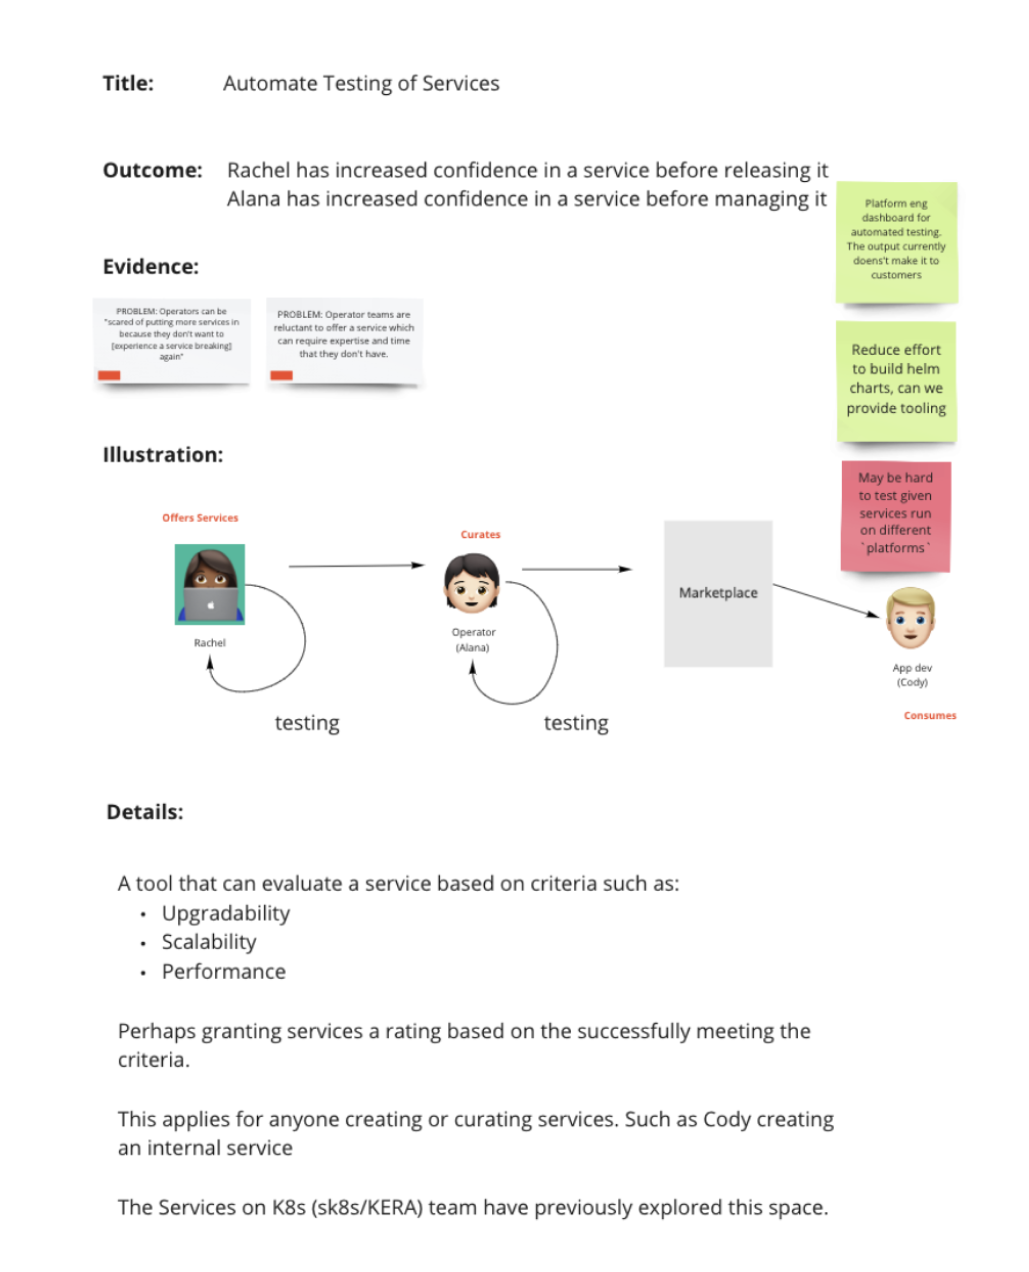 Title: Automate Testing of Services
Outcome: Rachel has increased confidence in a service before releasing it
Alana has increased confidence in a service before managing it
Platform eng
dashboard for
automated testing.
The output currently
doens't make it to
customers
Evidence:
PROBLEM: Operators can be
"scared of putting more services in
because they don't want to
[experience a service breaking]
again"
PROBLEM: Operator teams are
reluctant to offer a service which
can require expertise and time
that they don't have.
Reduce effort
to build helm
charts, can we
provide tooling
Illustration:
May be hard
to test given
services run
on different
`platforms`
Offers Services
Rachel
testing
Curates
Operator
(Alana)
testing
Marketplace
App dev
(Cody)
Consumes
Details:
A tool that can evaluate a service based on criteria such as:
• Upgradability
• Scalability
• Performance
Perhaps granting services a rating based on the successfully meeting the
criteria.
This applies for anyone creating or curating services. Such as Cody creating
an internal service
The Services on K8s (sk8s/KERA) team have previously explored this space.